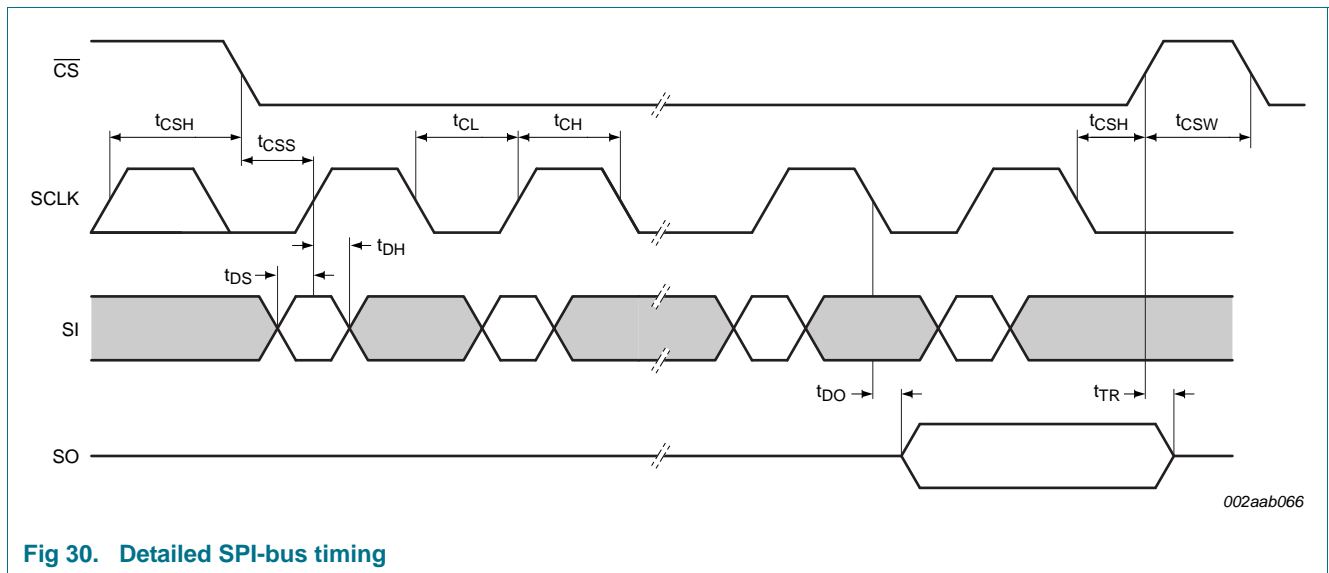 CS
tCSH
tCSS
tCL
tCH
tCSH
tCSW
SCLK
tDH
tDS
SI
tDO
tTR
SO
002aab066
Fig 30. Detailed SPI-bus timing